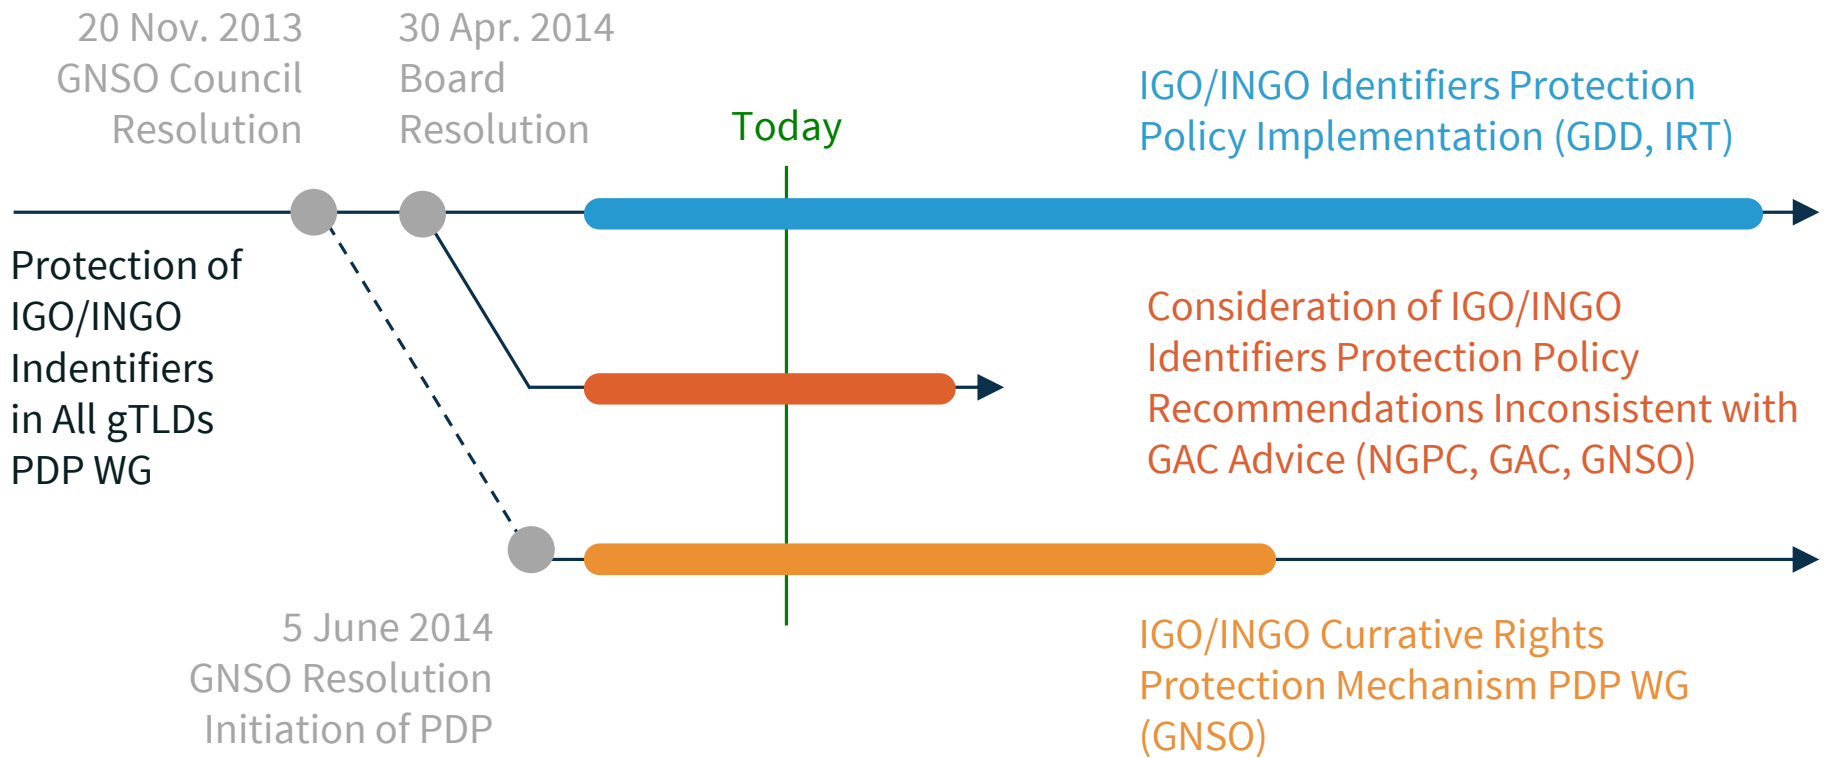 20 Nov. 2013
GNSO Council
Resolution
30 Apr. 2014
Board
Resolution
Today
IGO/INGO Identifiers Protection
Policy Implementation (GDD, IRT)
Protection of
IGO/INGO
Indentifiers
in All gTLDs
PDP WG
Consideration of IGO/INGO
Identifiers Protection Policy
Recommendations Inconsistent with
GAC Advice (NGPC, GAC, GNSO)
5 June 2014
GNSO Resolution
Initiation of PDP
IGO/INGO Currative Rights
Protection Mechanism PDP WG
(GNSO)